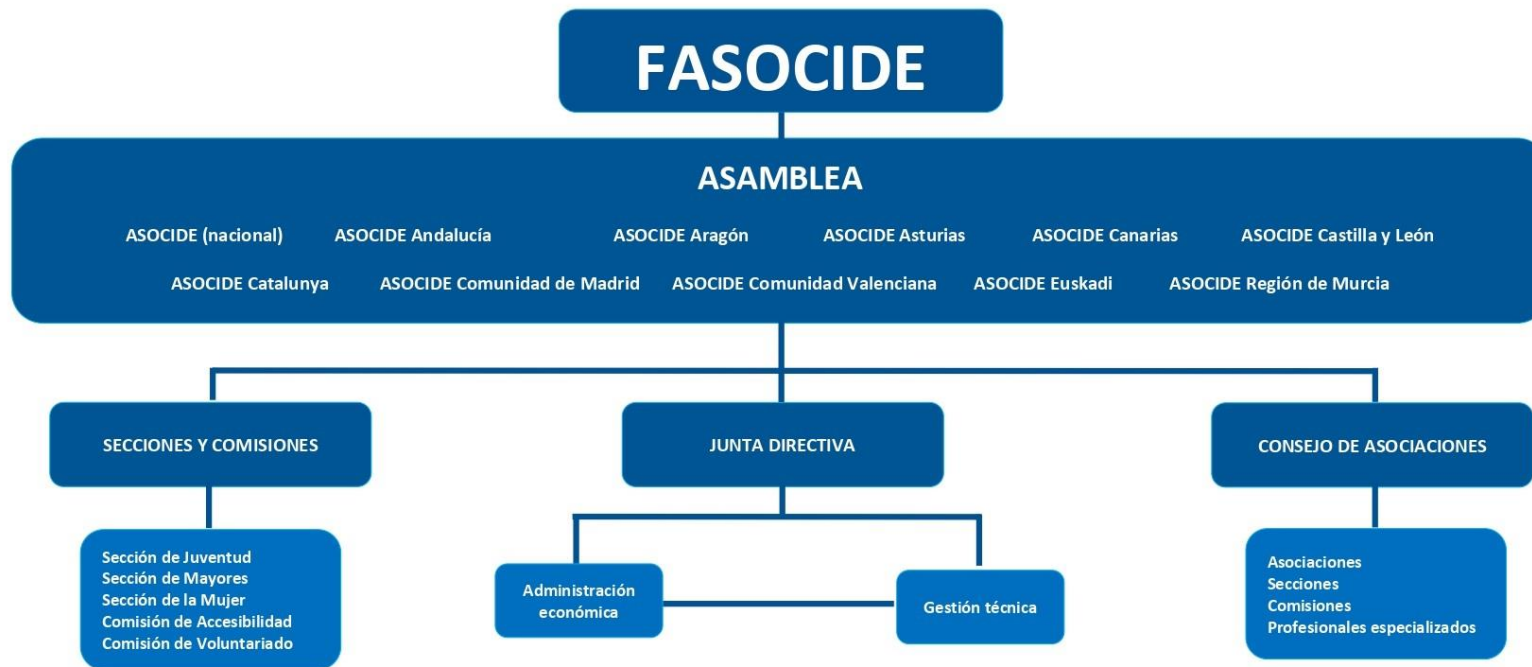 FASOCIDE
ASAMBLEA
ASOCIDE (nacional) ASOCIDE Andalucía ASOCIDE Aragón ASOCIDE Asturias ASOCIDE Canarias ASOCIDE Castilla y León
ASOCIDE Catalunya ASOCIDE Comunidad de Madrid ASOCIDE Comunidad Valenciana ASOCIDE Euskadi ASOCIDE Región de Murcia
SECCIONES Y COMISIONES
JUNTA DIRECTIVA
CONSEJO DE ASOCIACIONES
Sección de Juventud
Sección de Mayores
Sección de la Mujer
Comisión de Accesibilidad
Comisión de Voluntariado
Administración
económica
Gestión técnica
Asociaciones
Secciones
Comisiones
Profesionales especializados